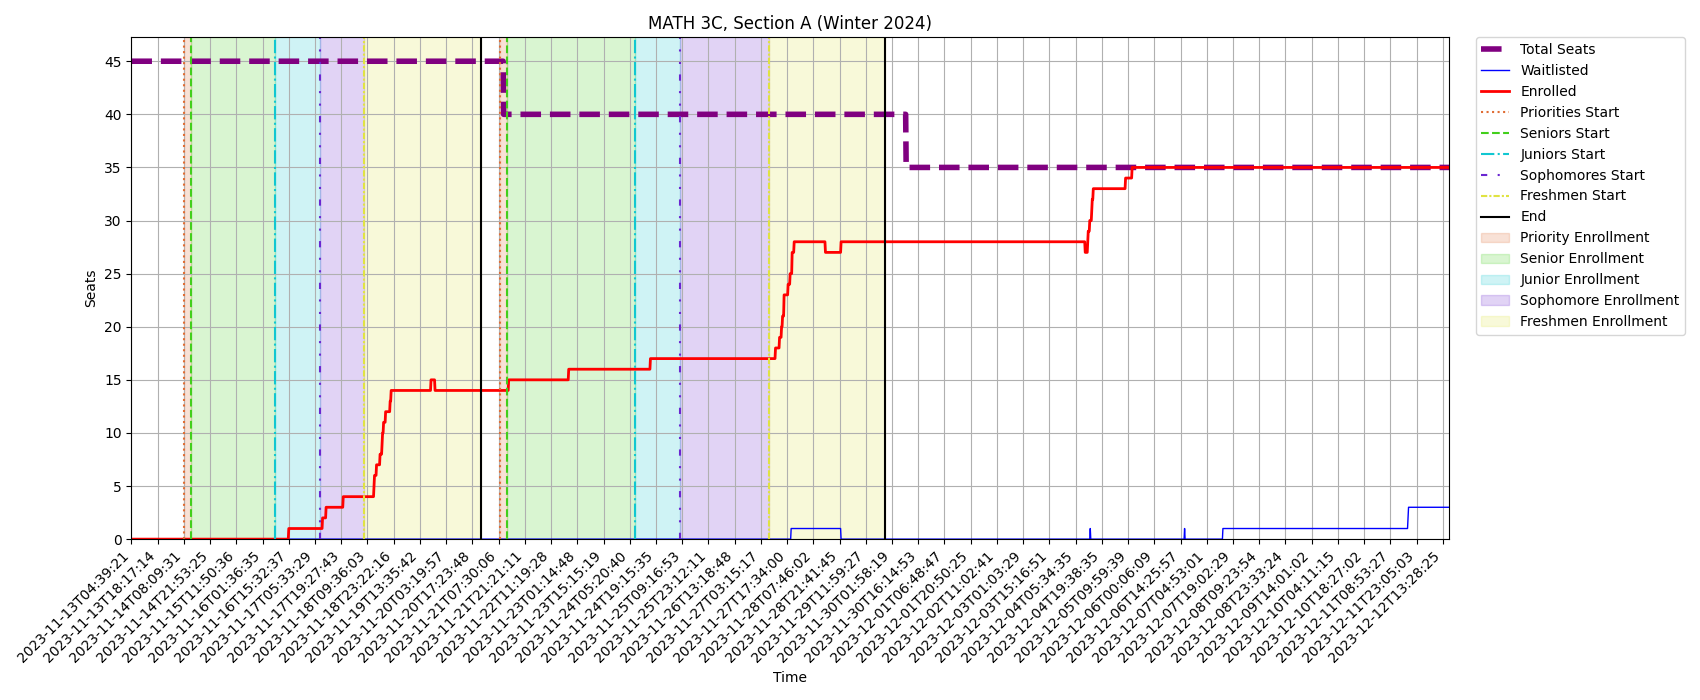 MATH 3C, Section A (Winter 2024)
45
40
35
30
25
20
15
10
5
0
Seats
2023-11-13T04:39:21
2023-11-13T18:17:14
2023-11-14T08:09:31
2023-11-14T21:53:25
2023-11-15T11:50:36
2023-11-16T01:36:35
2023-11-16T15:32:37
2023-11-17T05:33:29
2023-11-17T19:27:43
2023-11-18T09:36:03
2023-11-18T23:22:16
2023-11-19T13:35:42
2023-11-20T03:19:57
2023-11-20T17:23:48
2023-11-21T07:30:06
2023-11-21T21:21:11
2023-11-22T11:19:28
2023-11-23T01:14:48
2023-11-23T15:15:19
2023-11-24T05:20:40
2023-11-24T19:15:35
2023-11-25T09:16:53
2023-11-25T23:12:11
2023-11-26T13:18:48
2023-11-27T03:15:17
2023-11-27T17:34:00
2023-11-28T07:46:02
2023-11-28T21:41:45
2023-11-29T11:59:27
2023-11-30T01:58:19
2023-11-30T16:14:53
2023-12-01T06:48:47
2023-12-01T20:50:25
2023-12-02T11:02:41
2023-12-03T01:03:29
2023-12-03T15:16:51
2023-12-04T05:34:35
2023-12-04T19:38:35
2023-12-05T09:59:39
2023-12-06T00:06:09
2023-12-06T14:25:57
2023-12-07T04:53:01
2023-12-07T19:02:29
2023-12-08T09:23:54
2023-12-08T23:33:24
2023-12-09T14:01:02
2023-12-10T04:11:15
2023-12-10T18:27:02
2023-12-11T08:53:27
2023-12-11T23:05:03
2023-12-12T13:28:25
Time
Total Seats
Waitlisted
Enrolled
Priorities Start
Seniors Start
Juniors Start
Sophomores Start
Freshmen Start
End
Priority Enrollment
Senior Enrollment
Junior Enrollment
Sophomore Enrollment
Freshmen Enrollment